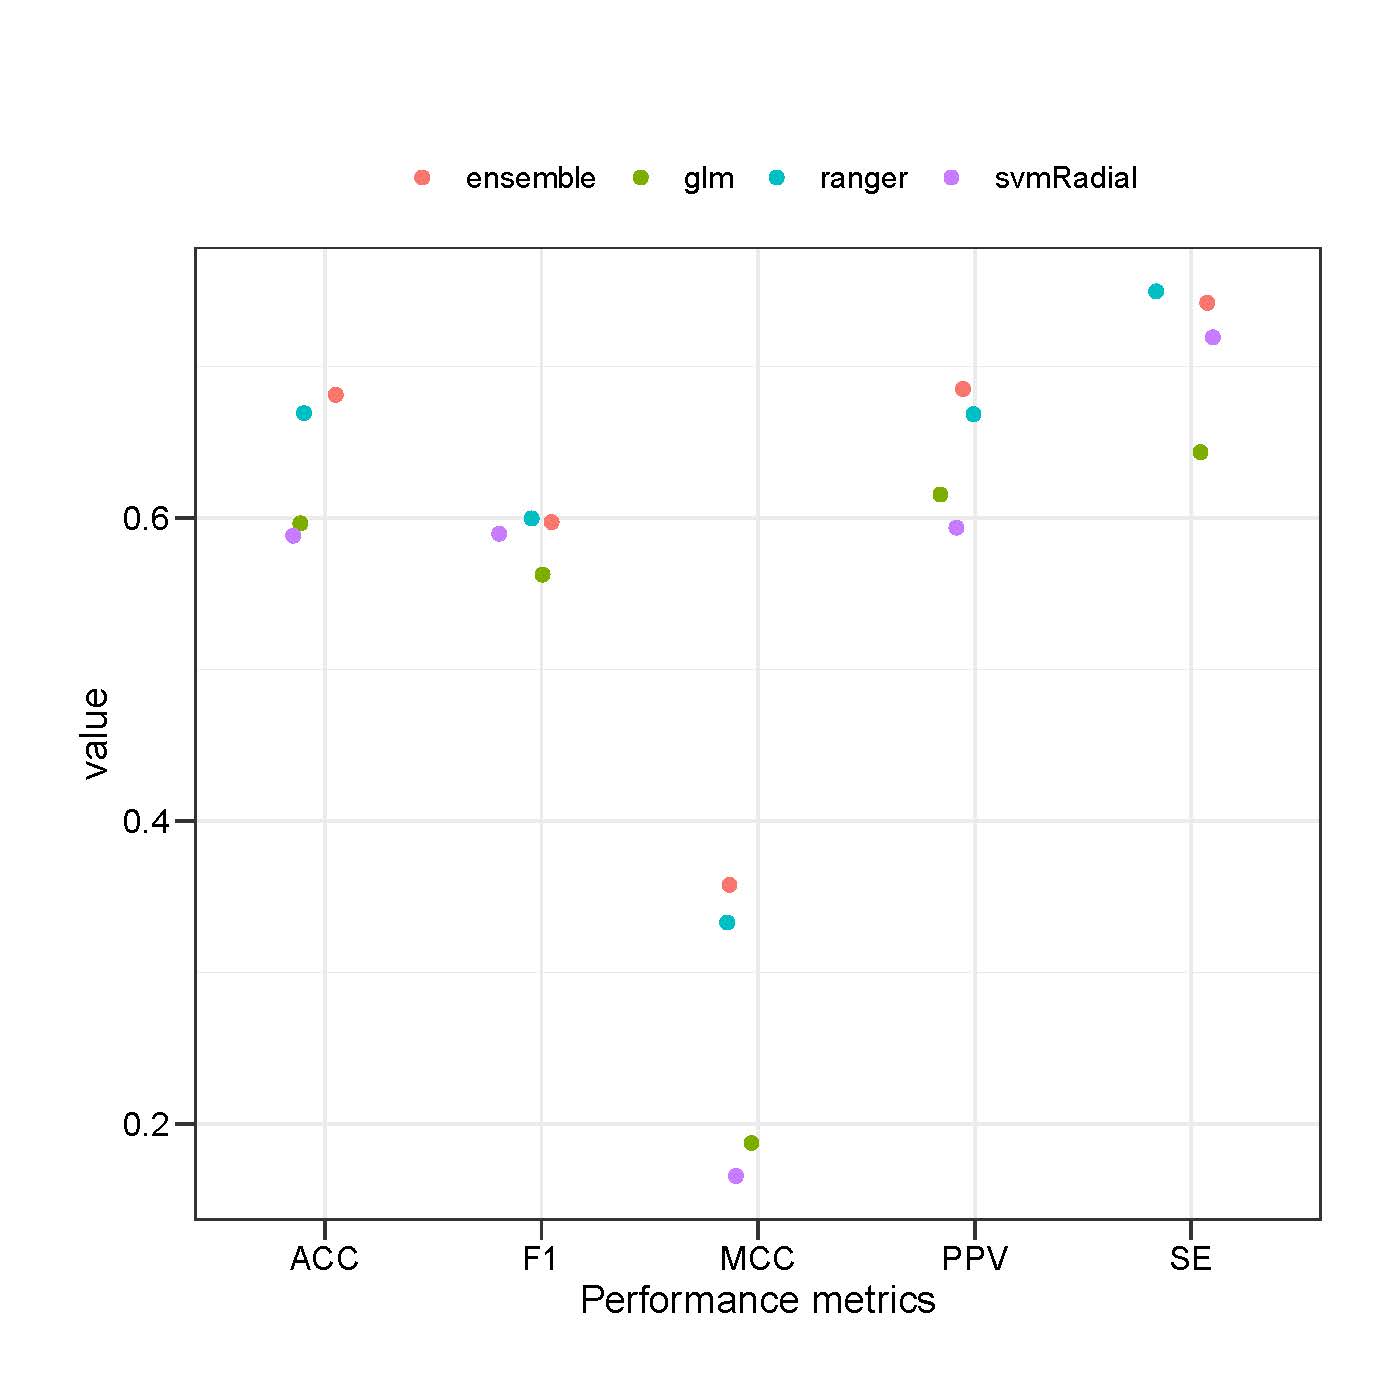 ensemble glm ranger svmRadial
0.6
0.4
0.2
value
ACC F1 MCC PPV SE
Performance metrics